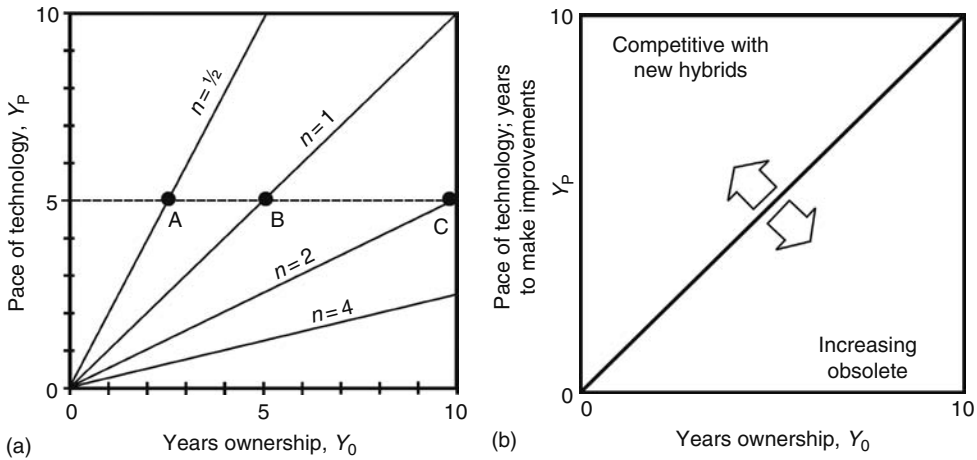 10
5
0
0
5
10
Pace of technology, Y_P
Years ownership, Y_0
n = ½
n = 1
n = 2
n = 4
A
B
C
(a)
10
0
0
10
Pace of technology; years
to make improvements
Y_P
Competitive with
new hybrids
Increasing
obsolete
Years ownership, Y_0
(b)